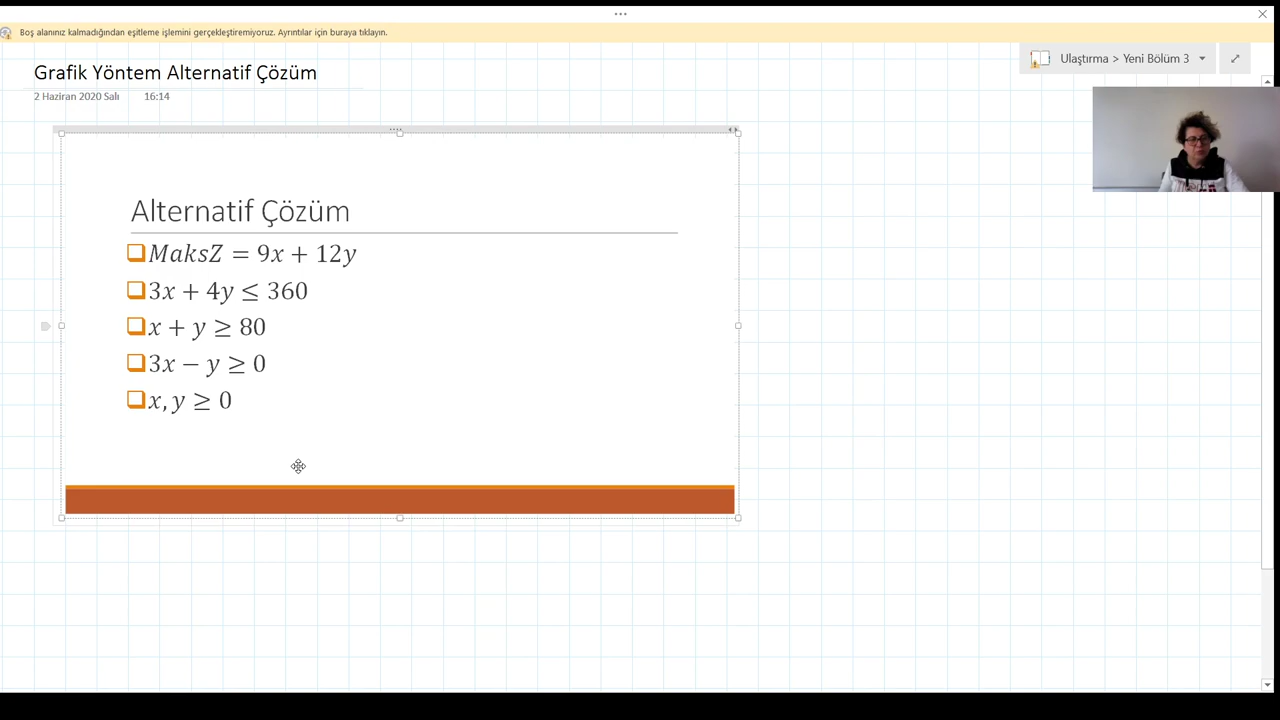 Boş alanınız kalmadığından eşitleme işlemini gerçekleştiremiyoruz. Ayrıntılar için buraya tıklayın.
Grafik Yöntem Alternatif Çözüm
Ulaştırma > Yeni Bölüm 3
2 Haziran 2020 Salı 16:14
Alternatif Çözüm
MaksZ = 9x + 12y
3x + 4y ≤ 360
x + y ≥ 80
3x − y ≥ 0
x, y ≥ 0